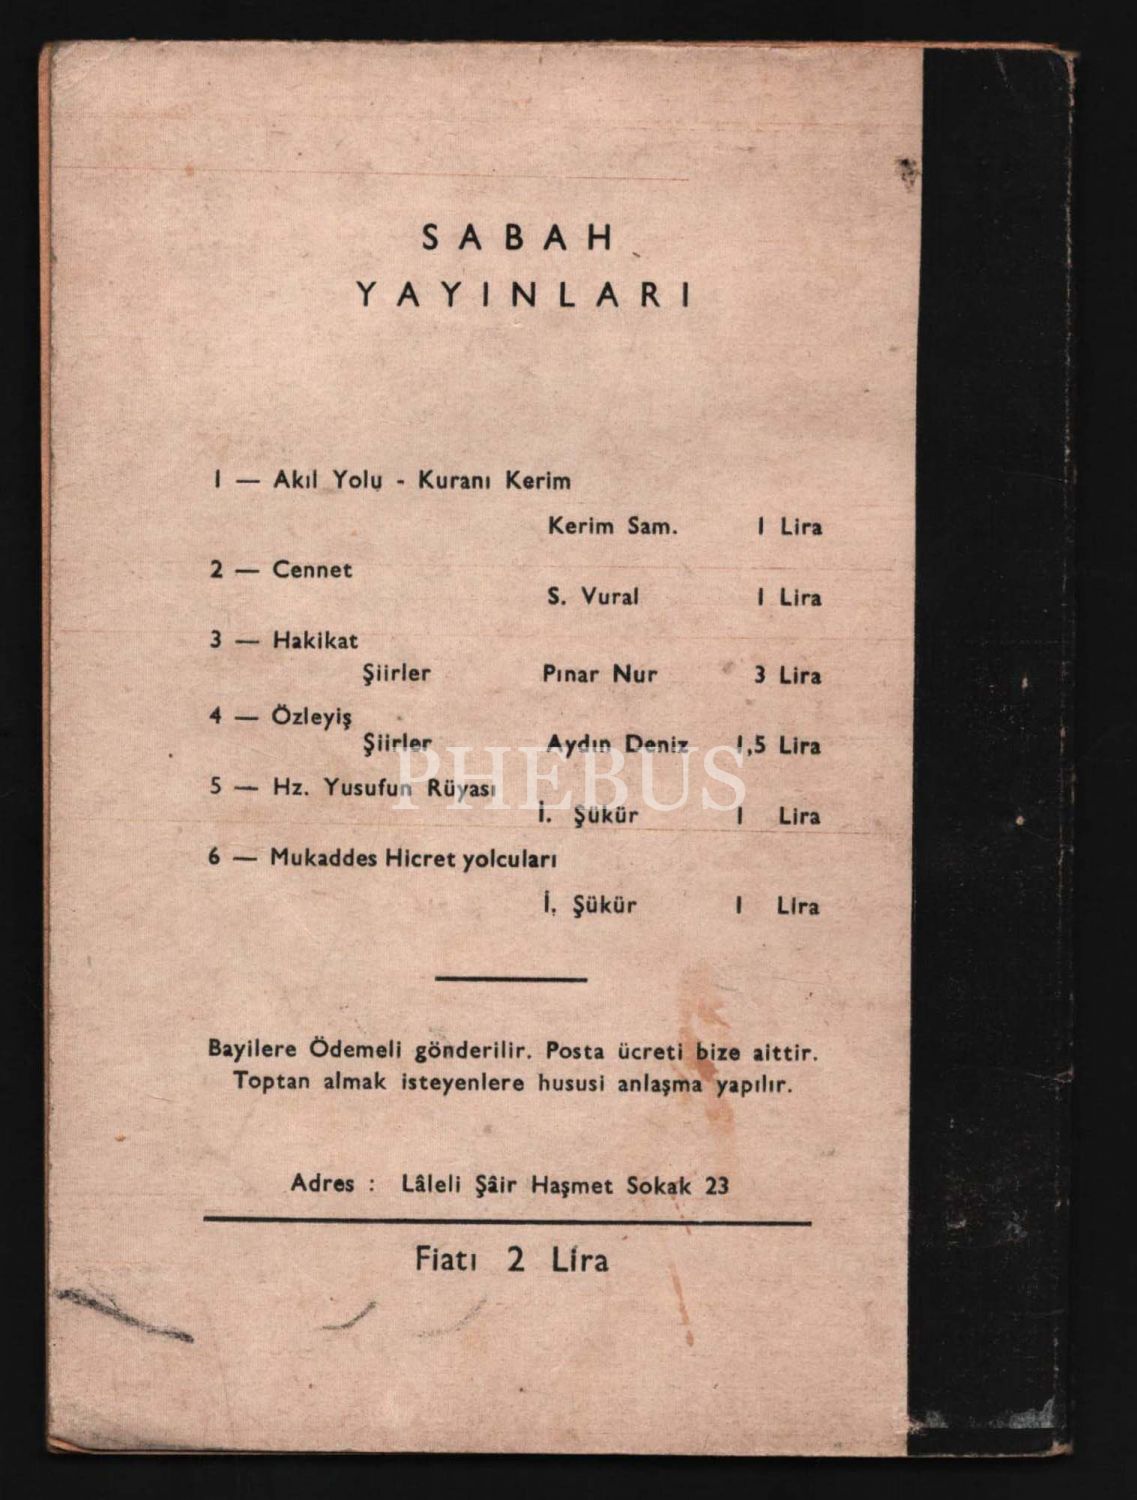 SABAH
YAYINLARI
1 — Akıl Yolu - Kuranı Kerim
Kerim Sam. 1 Lira
2 — Cennet
S. Vural 1 Lira
3 — Hakikat
Şiirler Pınar Nur 3 Lira
4 — Özleyiş
Şiirler Aydın Deniz 1,5 Lira
PHEBUS
5 — Hz. Yusufun Rüyası
İ. Şükür 1 Lira
6 — Mukaddes Hicret yolcuları
İ. Şükür 1 Lira
Bayilere Ödemeli gönderilir. Posta ücreti bize aittir.
Toptan almak isteyenlere hususi anlaşma yapılır.
Adres : Lâleli Şâir Haşmet Sokak 23
Fiatı 2 Lira